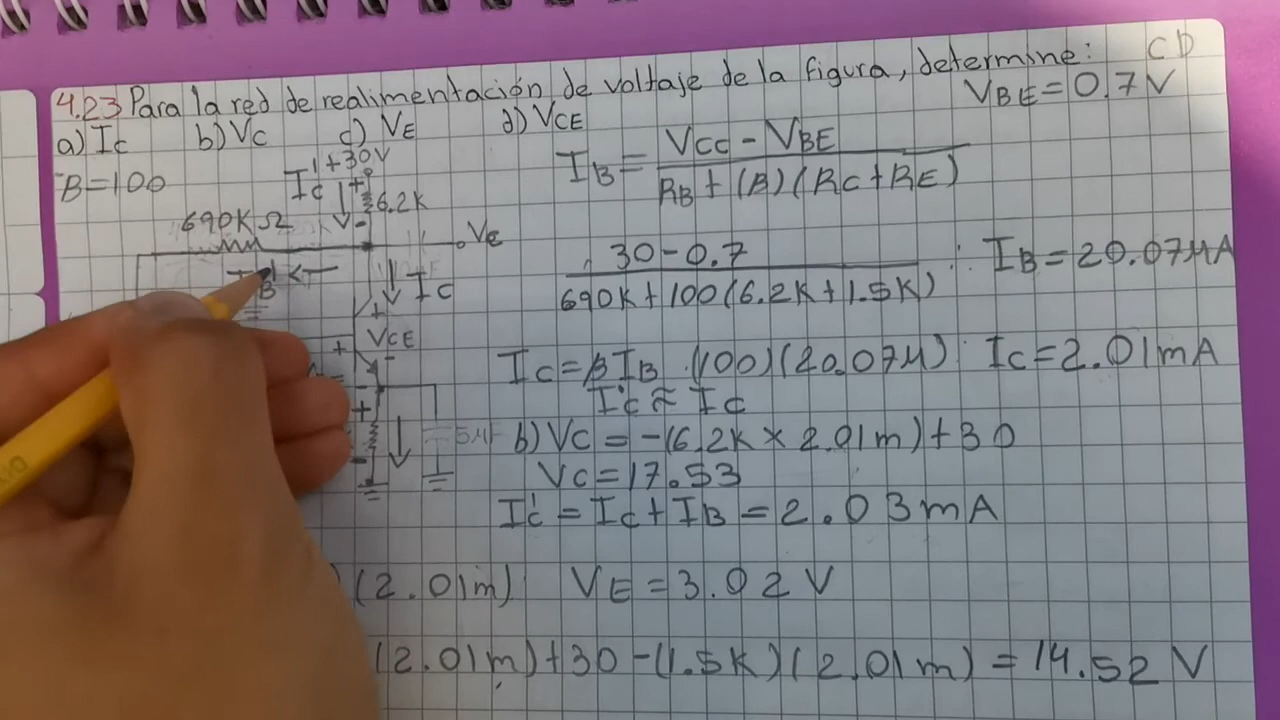 4.23 Para la red de realimentación de voltaje de la figura, determine: CD
a) Ic b) Vc c) VE d) VCE
VBE = 0.7 V
B=100
+30V
I'c
6.2K
690KΩ
Vc
IB
Ic
VCE
IB = VCC - VBE / RB + (B)(RC+RE)
30-0.7 / 690K+100(6.2K+1.5K) ∴ IB=20.07μA
Ic=βIB (100)(20.07μ) ∴ Ic=2.01mA
I'c ≈ Ic
b) Vc = -(6.2K × 2.01m)+30
Vc=17.53
I'c = Ic+IB = 2.03mA
(2.01m) VE=3.02 V
(2.01m)+30-(1.5K)(2.01m) = 14.52 V